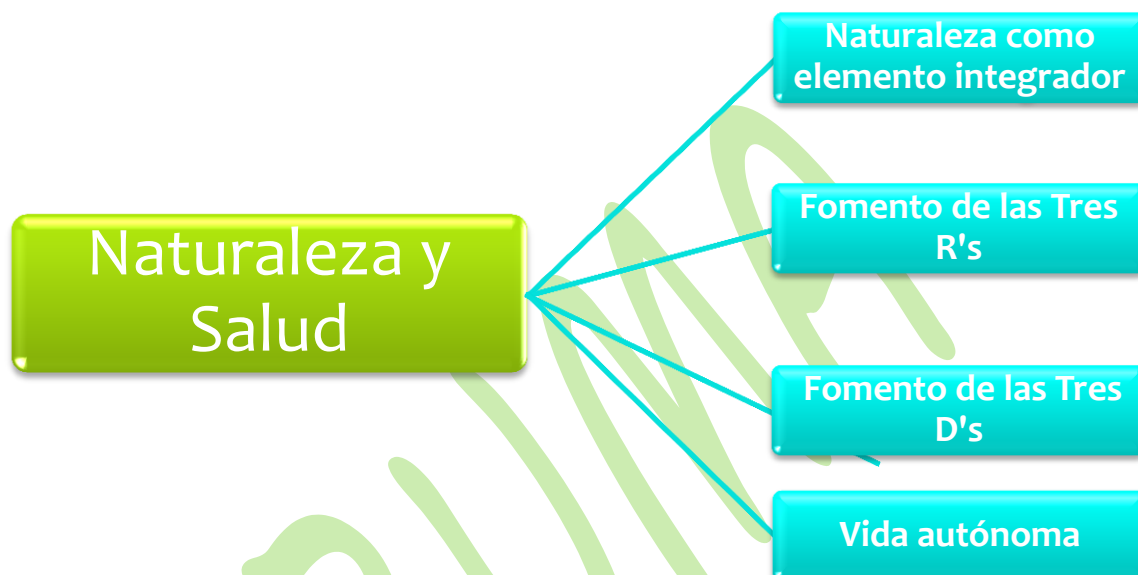 Naturaleza como
elemento integrador
Fomento de las Tres
R's
Naturaleza y
Salud
Fomento de las Tres
D's
Vida autónoma